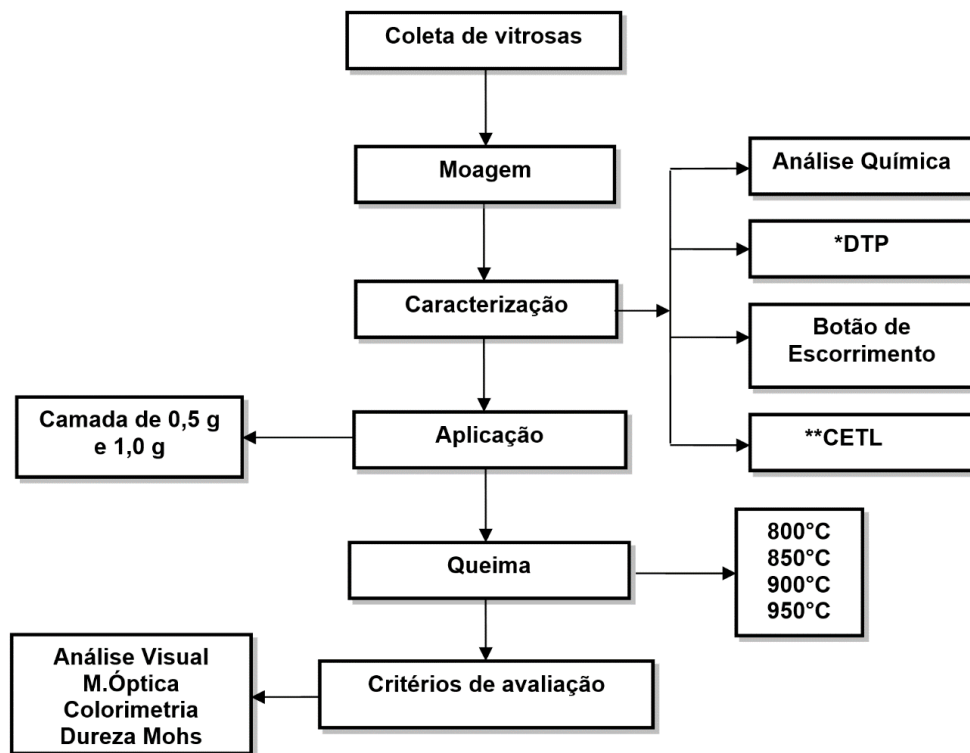 Coleta de vitrosas
Moagem
Caracterização
Análise Química
*DTP
Botão de
Escorrimento
**CETL
Aplicação
Camada de 0,5 g
e 1,0 g
Queima
800°C
850°C
900°C
950°C
Critérios de avaliação
Análise Visual
M.Óptica
Colorimetria
Dureza Mohs